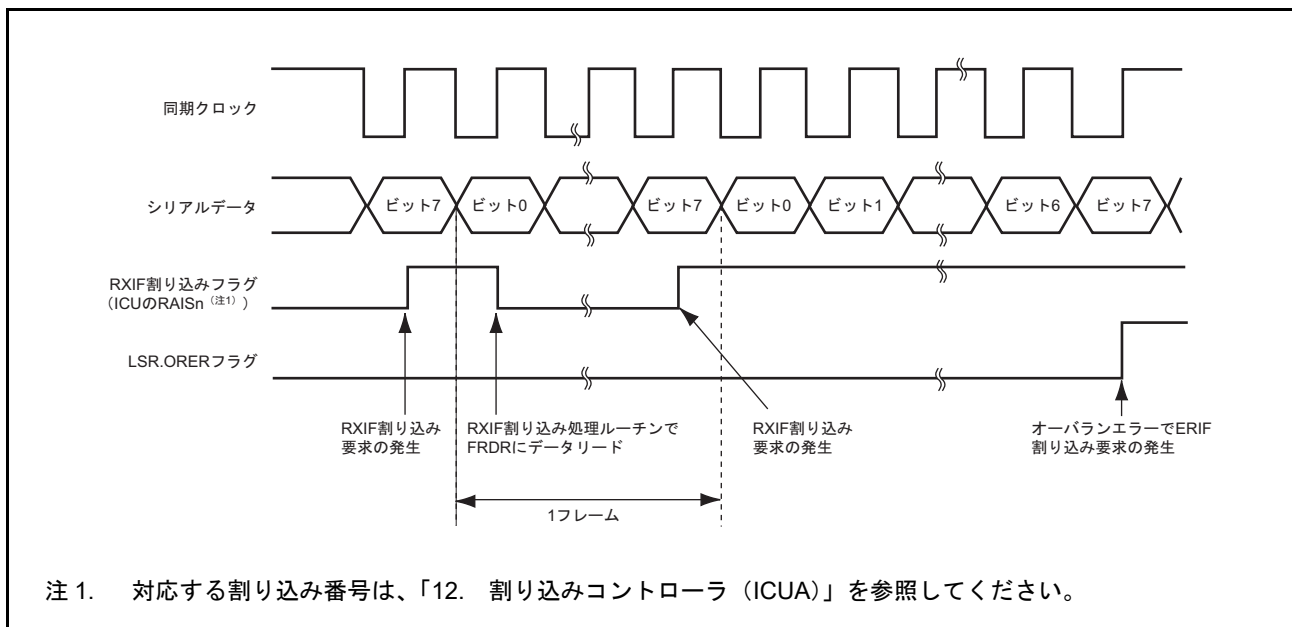 同期クロック
シリアルデータ
ビット7
ビット0
ビット7
ビット0
ビット1
ビット6
ビット7
RXIF割り込みフラグ
（ICUのRAISn（注1））
LSR.ORERフラグ
RXIF割り込み
要求の発生
RXIF割り込み処理ルーチンで
FRDRにデータリード
RXIF割り込み
要求の発生
オーバランエラーでERIF
割り込み要求の発生
1フレーム
注 1. 対応する割り込み番号は、「12. 割り込みコントローラ（ICUA）」を参照してください。